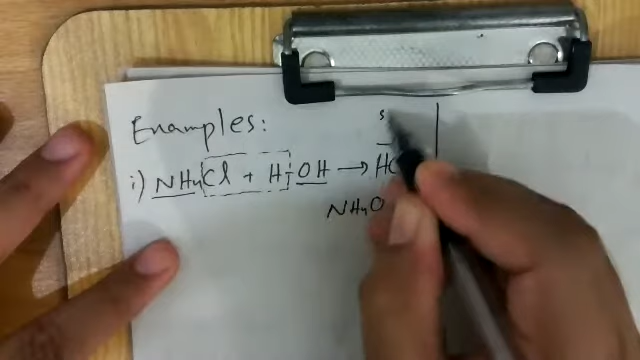 Examples: s
i) NH₄Cl + H-OH → HC
NH₄O